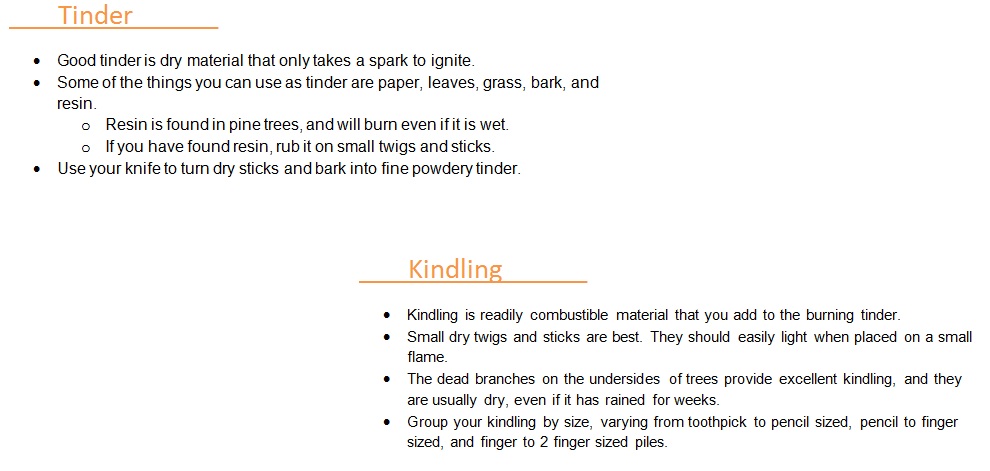 Tinder
• Good tinder is dry material that only takes a spark to ignite.
• Some of the things you can use as tinder are paper, leaves, grass, bark, and
resin.
o Resin is found in pine trees, and will burn even if it is wet.
o If you have found resin, rub it on small twigs and sticks.
• Use your knife to turn dry sticks and bark into fine powdery tinder.
Kindling
• Kindling is readily combustible material that you add to the burning tinder.
• Small dry twigs and sticks are best. They should easily light when placed on a small
flame.
• The dead branches on the undersides of trees provide excellent kindling, and they
are usually dry, even if it has rained for weeks.
• Group your kindling by size, varying from toothpick to pencil sized, pencil to finger
sized, and finger to 2 finger sized piles.